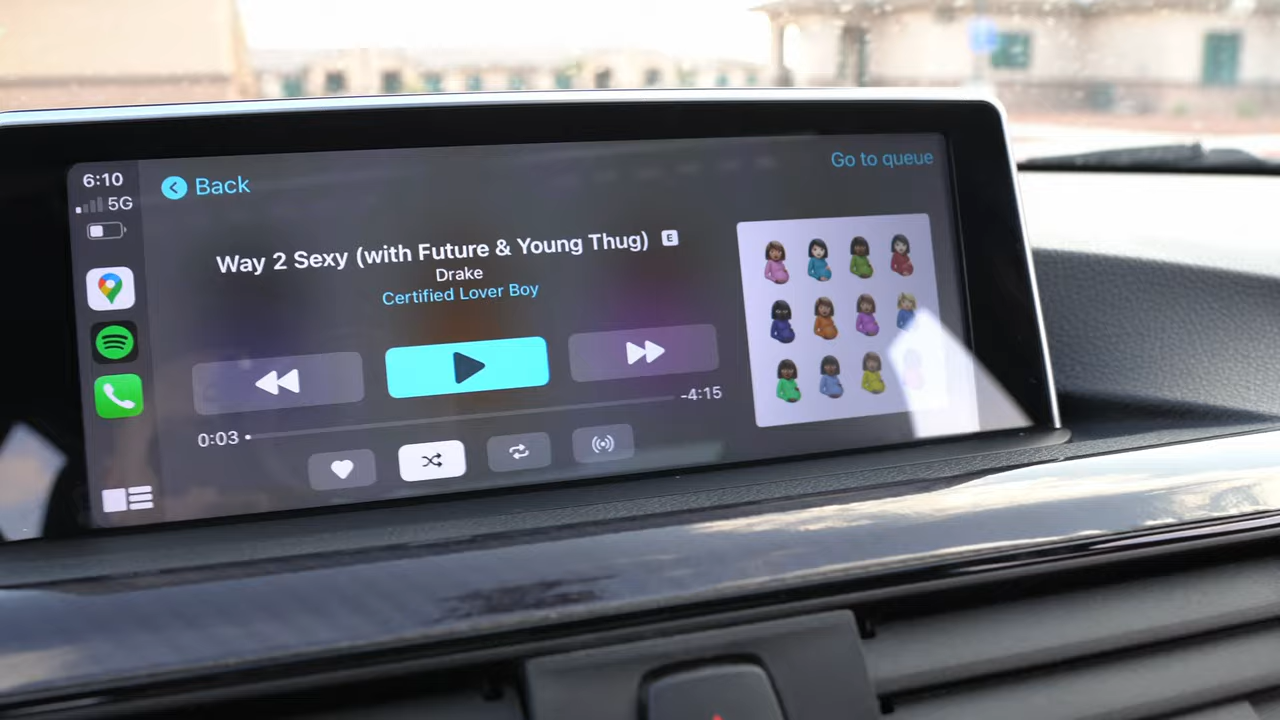 6:10
5G
Back
Go to queue
Way 2 Sexy (with Future & Young Thug) E
Drake
Certified Lover Boy
0:03
-4:15